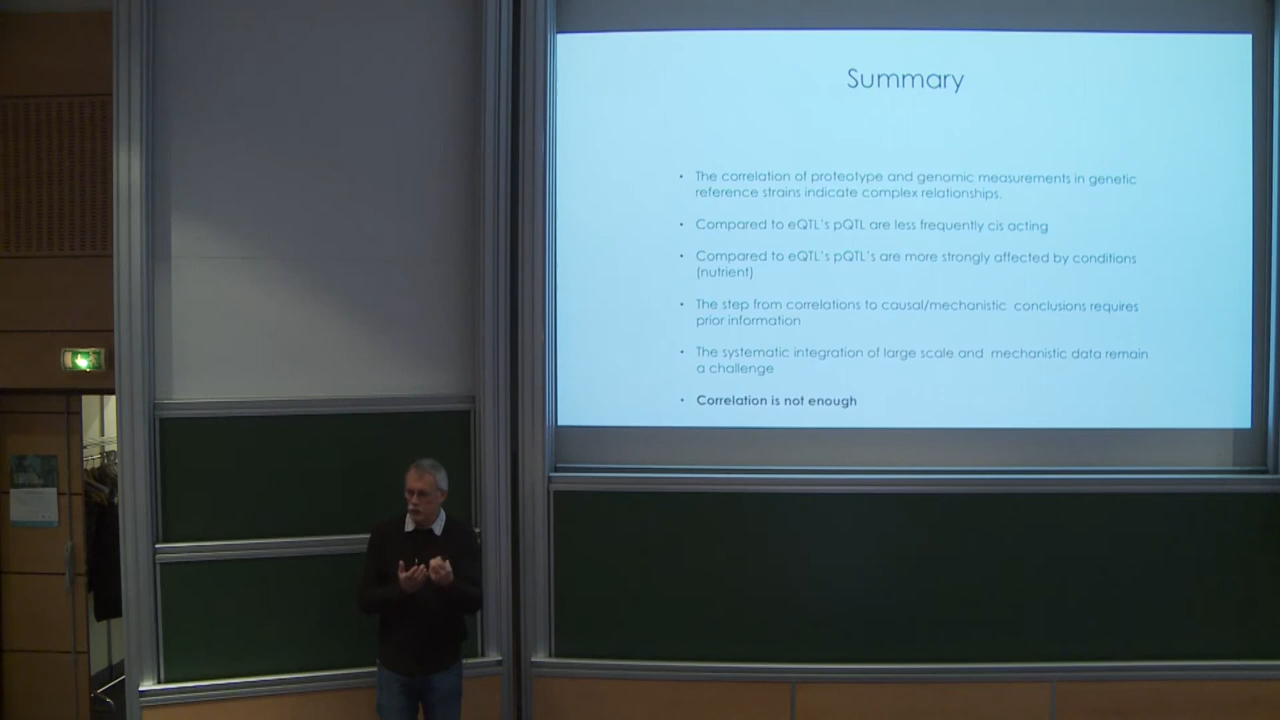 Summary
• The correlation of proteotype and genomic measurements in genetic
reference strains indicate complex relationships.
• Compared to eQTL's pQTL are less frequently cis acting
• Compared to eQTL's pQTL's are more strongly affected by conditions
(nutrient)
• The step from correlations to causal/mechanistic conclusions requires
prior information
• The systematic integration of large scale and mechanistic data remain
a challenge
• Correlation is not enough